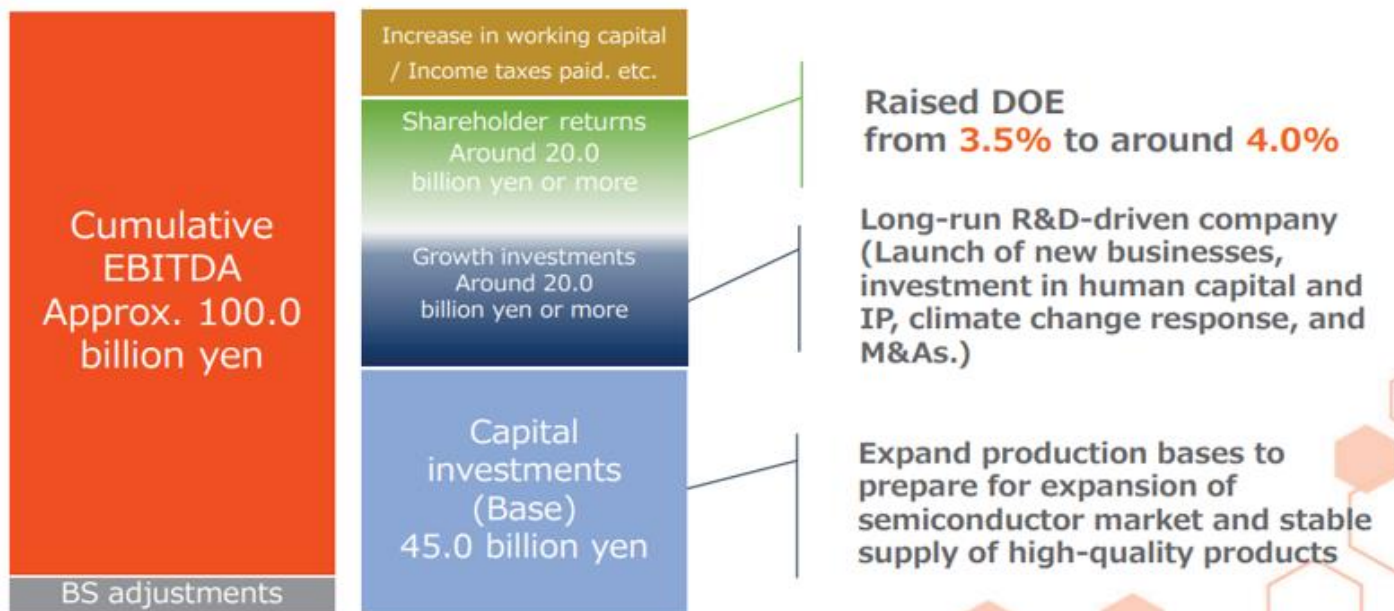 Cumulative
EBITDA
Approx. 100.0
billion yen
BS adjustments
Increase in working capital
/ Income taxes paid. etc.
Shareholder returns
Around 20.0
billion yen or more
Growth investments
Around 20.0
billion yen or more
Capital
investments
(Base)
45.0 billion yen
Raised DOE
from 3.5% to around 4.0%
Long-run R&D-driven company
(Launch of new businesses,
investment in human capital and
IP, climate change response, and
M&As.)
Expand production bases to
prepare for expansion of
semiconductor market and stable
supply of high-quality products